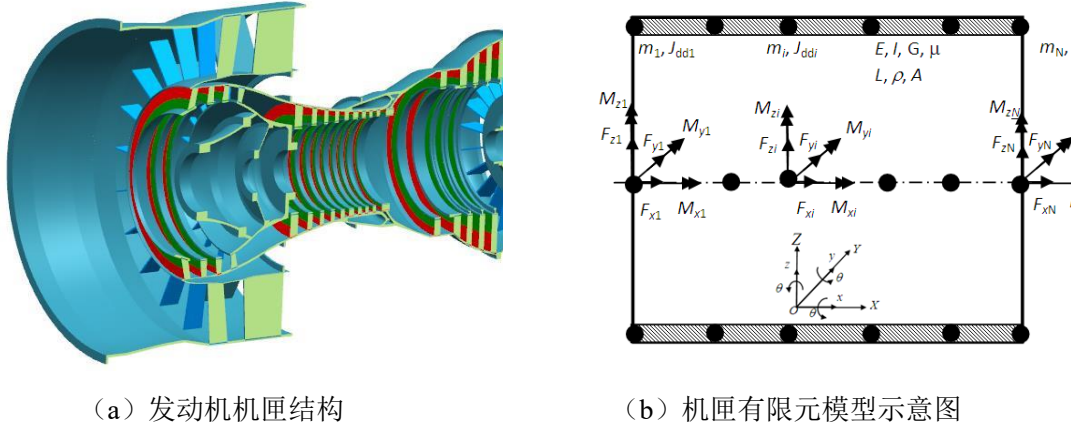 m1, Jdd1 mi, Jddi E, I, G, μ mN,
L, ρ, A
Mz1 Mzi MzN
Fz1 Fy1 My1 Fzi Fyi Myi FzN FyN
Fx1 Mx1 Fxi Mxi FxN
Z
z y Y
θ θ
O θ x X
（a）发动机机匣结构 （b）机匣有限元模型示意图